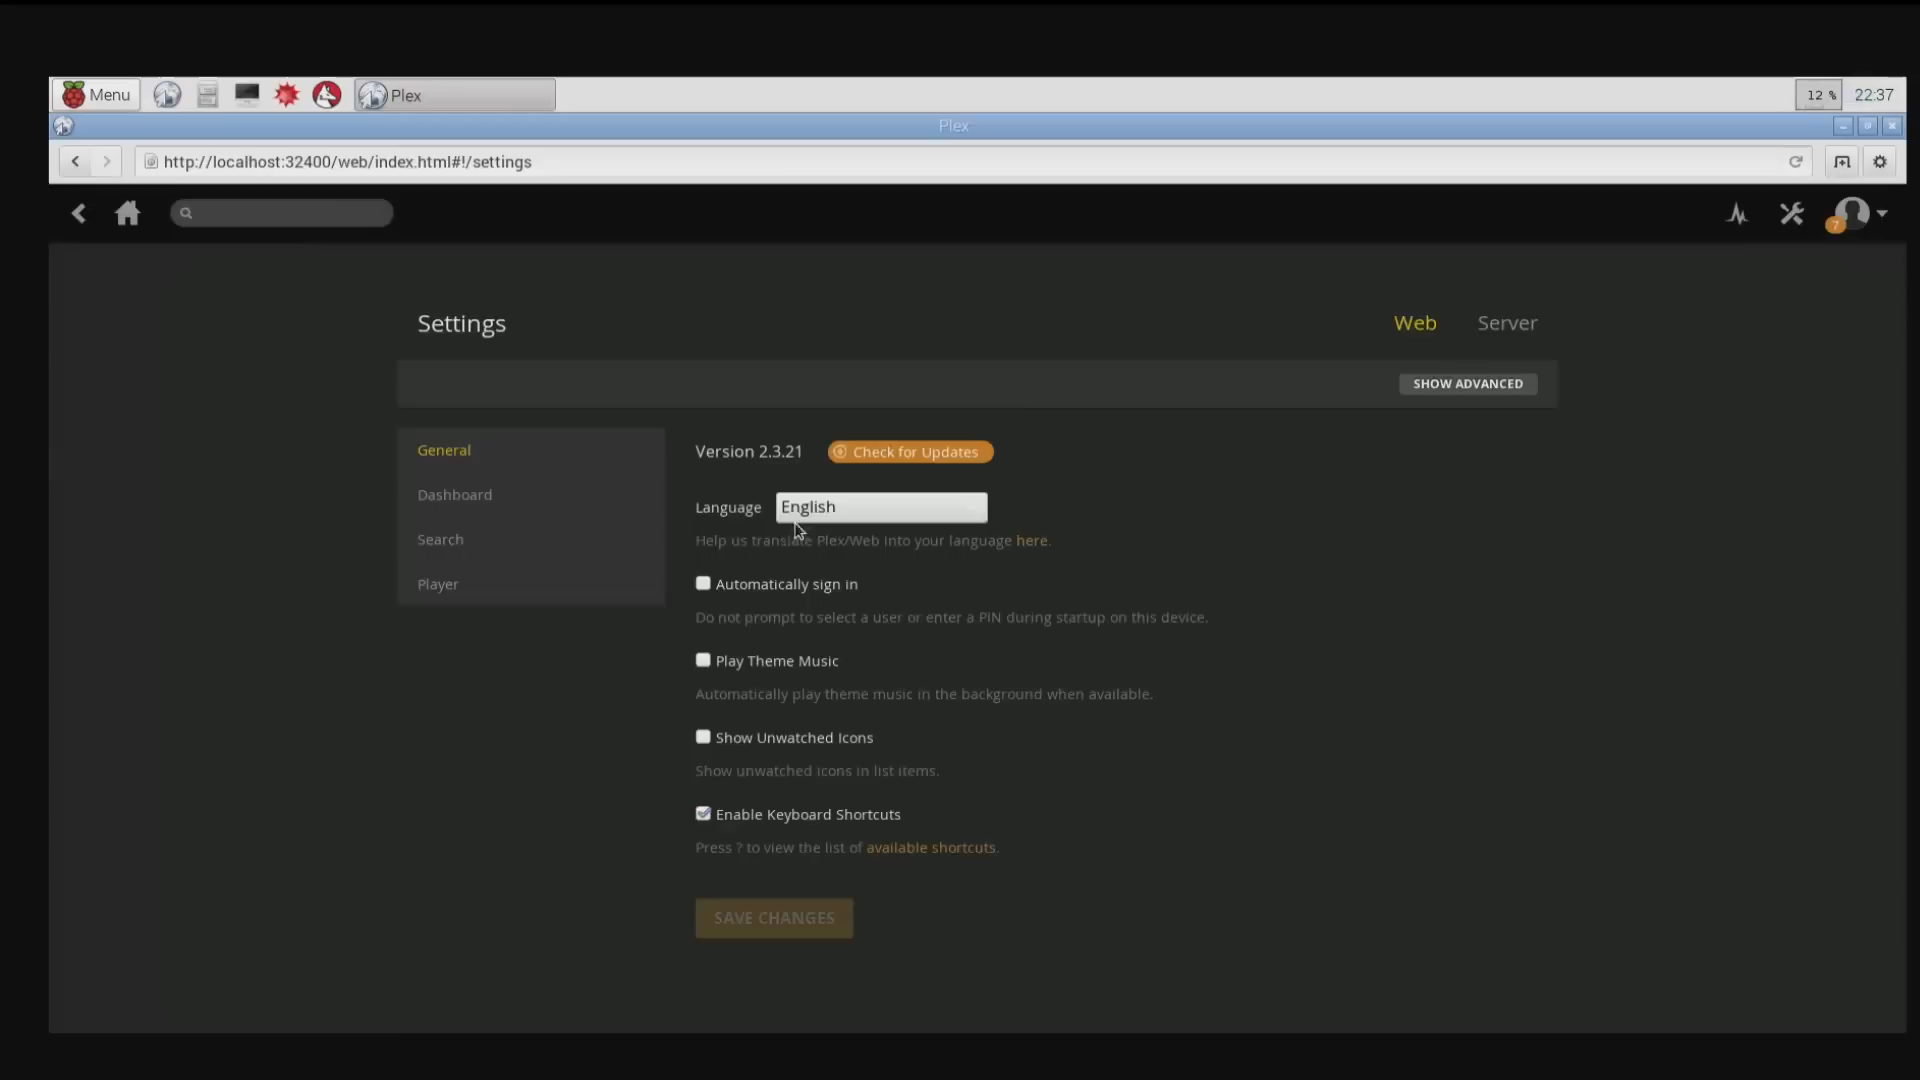 Menu
Plex
12 %
22:37
Plex
http://localhost:32400/web/index.html#!/settings
7
Settings
Web
Server
SHOW ADVANCED
General
Dashboard
Search
Player
Version 2.3.21
Check for Updates
Language
English
Help us translate Plex/Web into your language here.
Automatically sign in
Do not prompt to select a user or enter a PIN during startup on this device.
Play Theme Music
Automatically play theme music in the background when available.
Show Unwatched Icons
Show unwatched icons in list items.
Enable Keyboard Shortcuts
Press ? to view the list of available shortcuts.
SAVE CHANGES